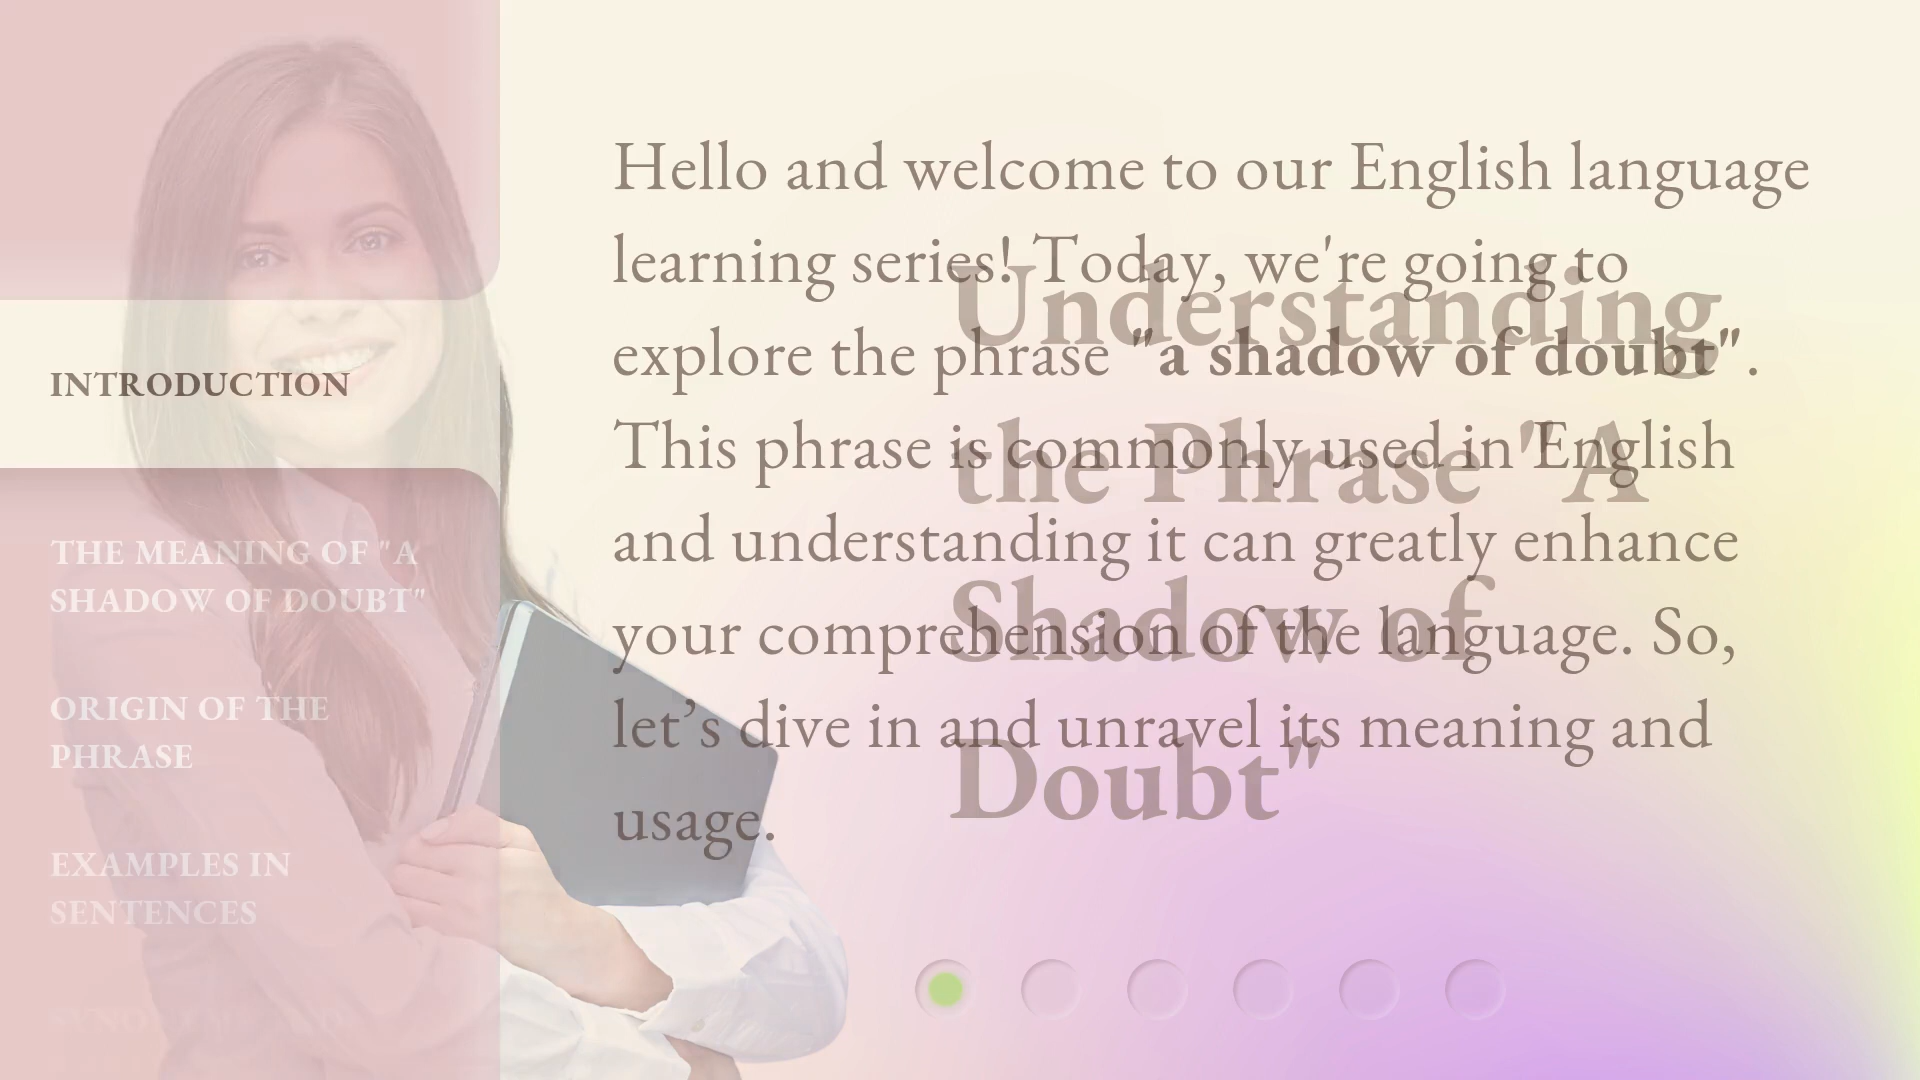 INTRODUCTION
THE MEANING OF "A
SHADOW OF DOUBT"
ORIGIN OF THE
PHRASE
EXAMPLES IN
SENTENCES
Hello and welcome to our English language
learning series! Today, we're going to
explore the phrase "a shadow of doubt".
This phrase is commonly used in English
and understanding it can greatly enhance
your comprehension of the language. So,
let’s dive in and unravel its meaning and
usage.
Understanding
the Phrase "A
Shadow of
Doubt"